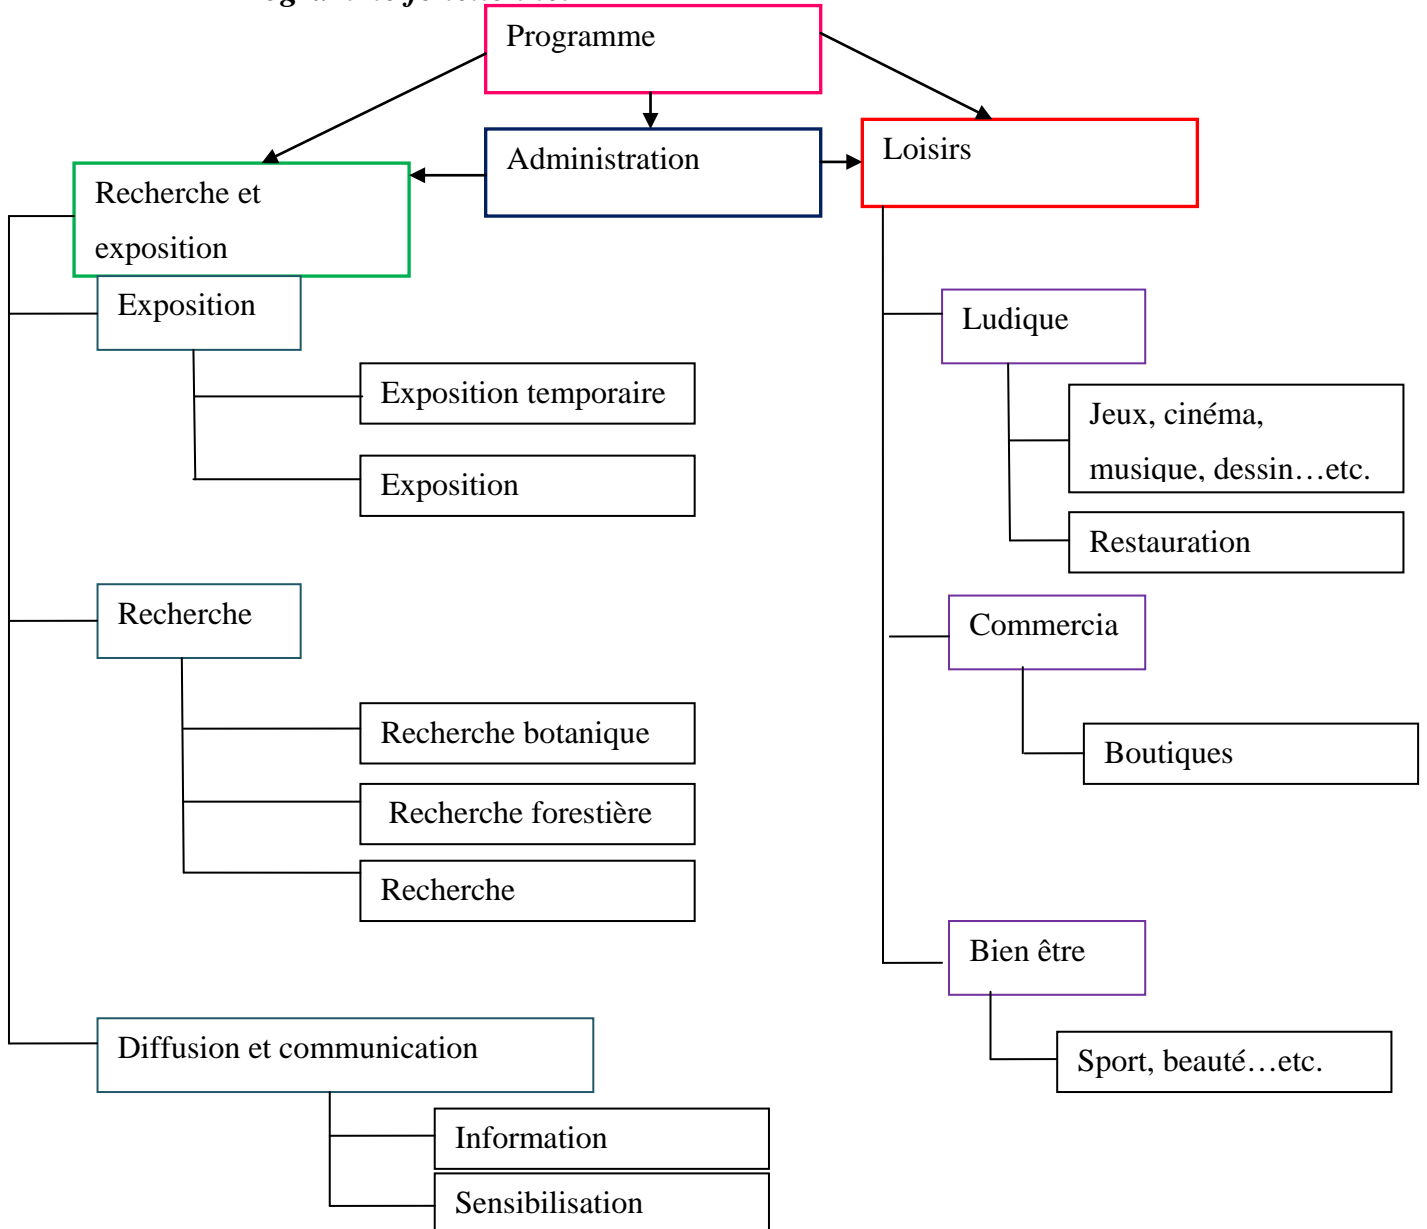 Programme
Administration
Loisirs
Recherche et
exposition
Exposition
Exposition temporaire
Exposition
Recherche
Recherche botanique
Recherche forestière
Recherche
Diffusion et communication
Information
Sensibilisation
Ludique
Jeux, cinéma,
musique, dessin…etc.
Restauration
Commercia
Boutiques
Bien être
Sport, beauté…etc.